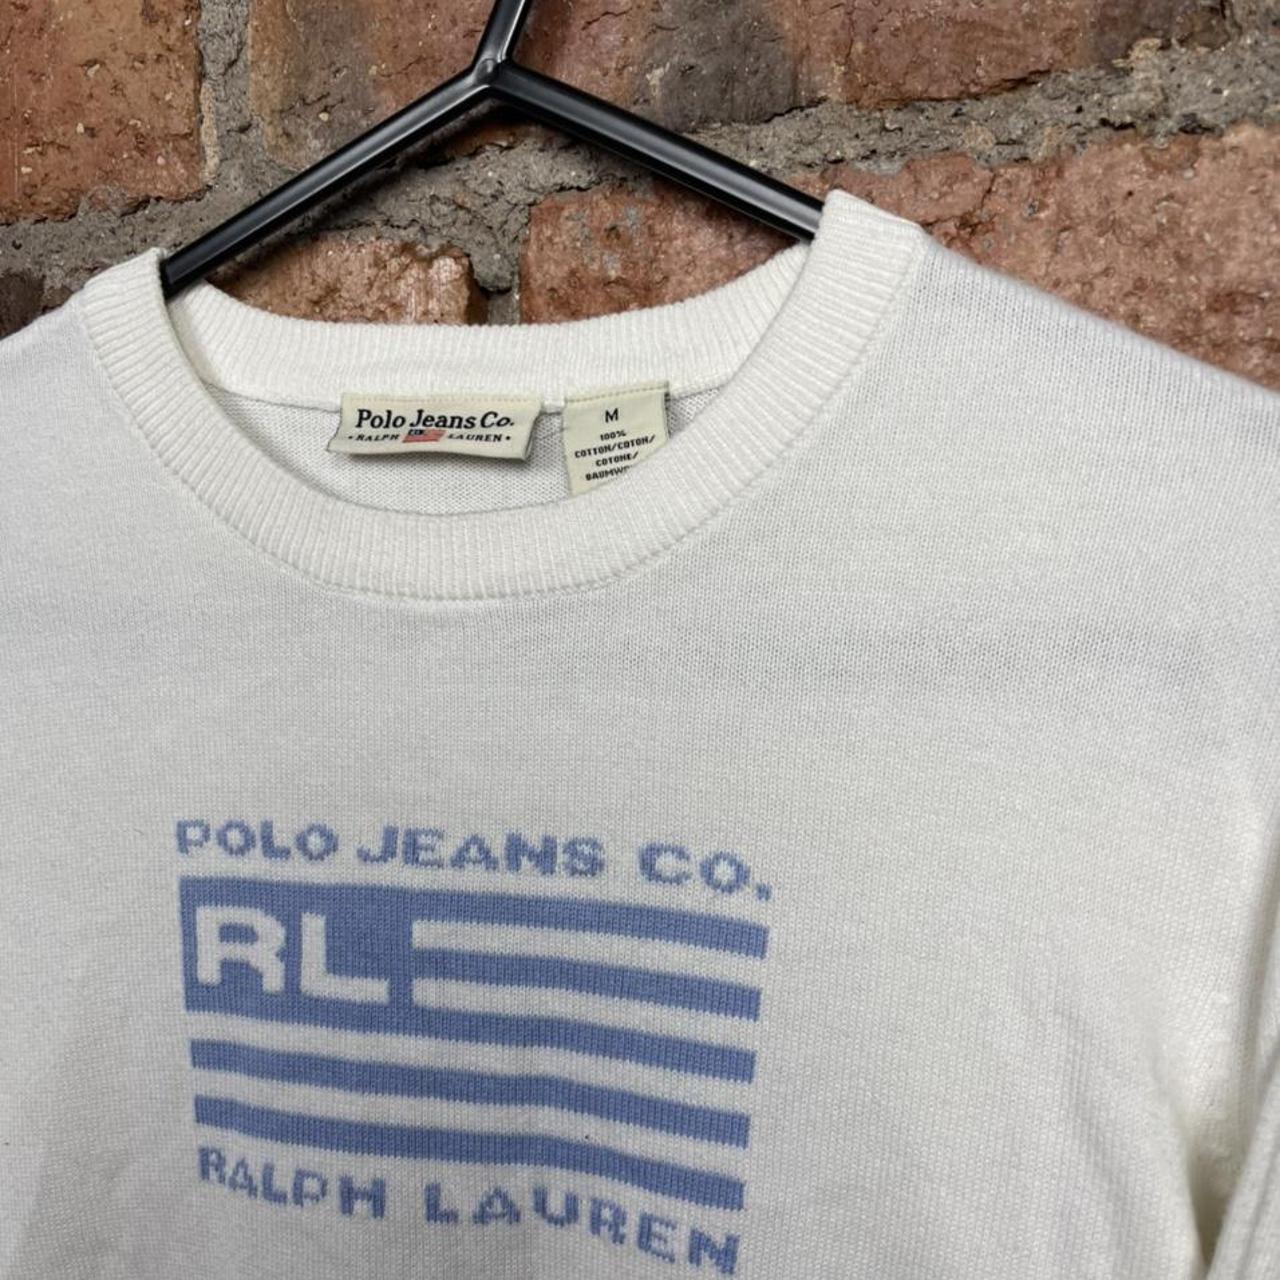 Polo Jeans Co.
• RALPH LAUREN •
M
100%
COTTON/COTON/
COTONE/
POLO JEANS CO.
RL
RALPH LAUREN